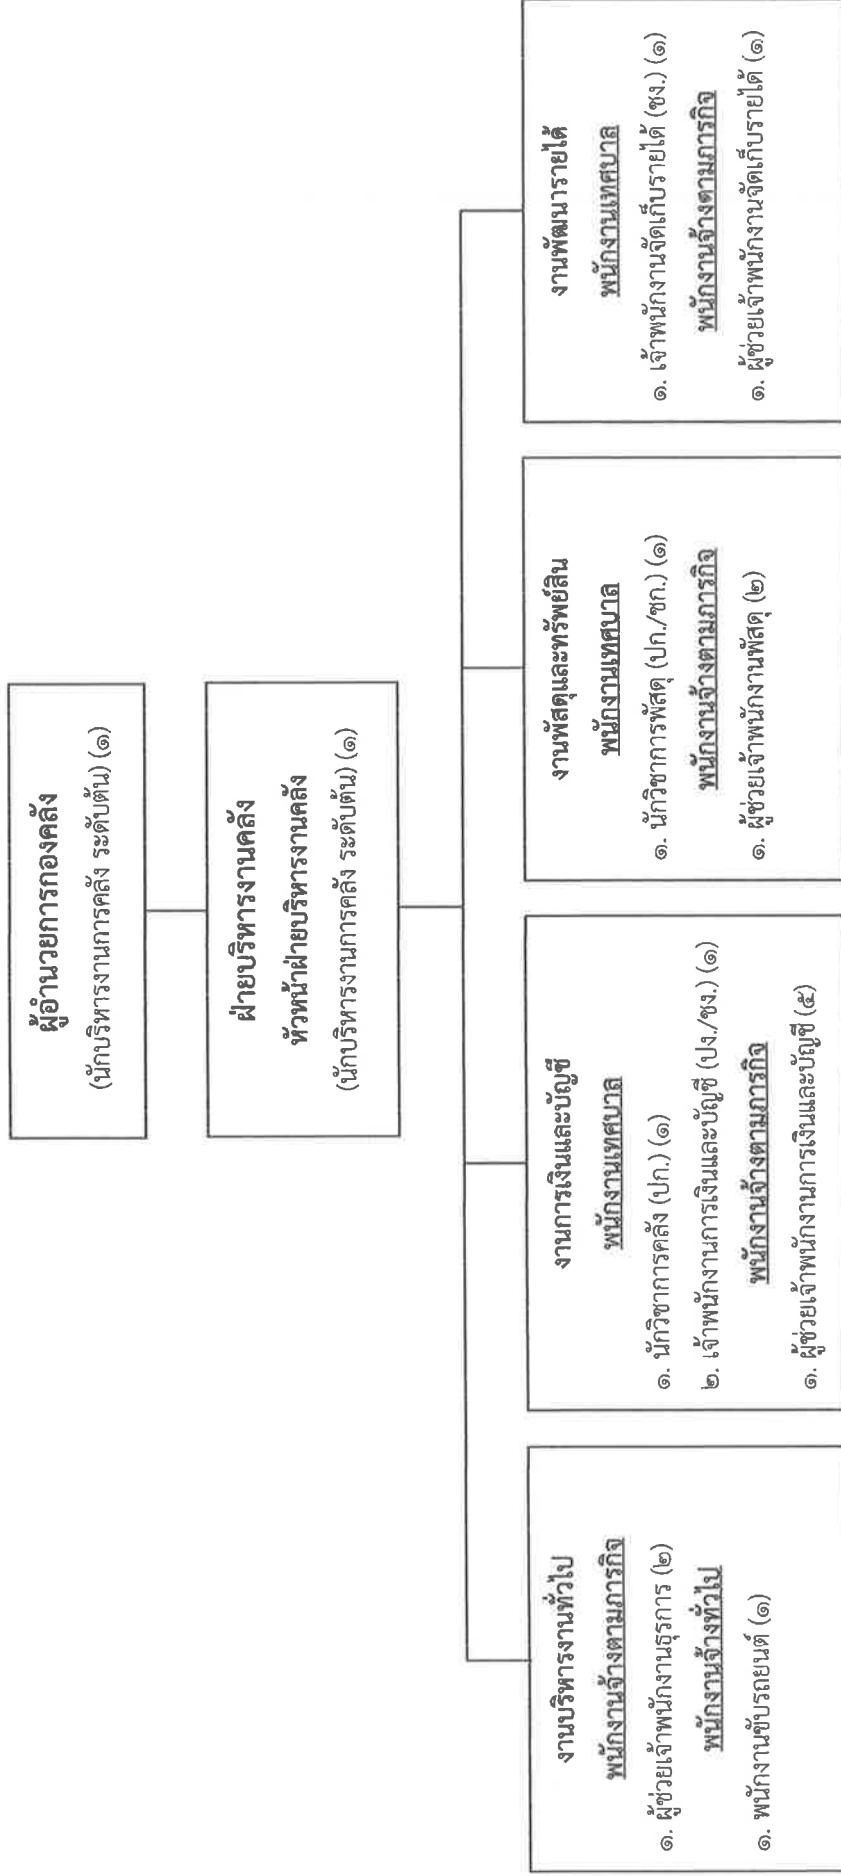 ผู้อำนวยการกองคลัง
(นักบริหารงานการคลัง ระดับต้น) (๑)
ฝ่ายบริหารงานคลัง
หัวหน้าฝ่ายบริหารงานคลัง
(นักบริหารงานการคลัง ระดับต้น) (๑)
งานบริหารงานทั่วไป
พนักงานจ้างตามภารกิจ
๑. ผู้ช่วยเจ้าพนักงานธุรการ (๒)
พนักงานจ้างทั่วไป
๑. พนักงานขับรถยนต์ (๑)
งานการเงินและบัญชี
พนักงานเทศบาล
๑. นักวิชาการคลัง (ปก.) (๑)
๒. เจ้าพนักงานการเงินและบัญชี (ปง./ชง.) (๑)
พนักงานจ้างตามภารกิจ
๑. ผู้ช่วยเจ้าพนักงานการเงินและบัญชี (๕)
งานพัสดุและทรัพย์สิน
พนักงานเทศบาล
๑. นักวิชาการพัสดุ (ปก./ชก.) (๑)
พนักงานจ้างตามภารกิจ
๑. ผู้ช่วยเจ้าพนักงานพัสดุ (๒)
งานพัฒนารายได้
พนักงานเทศบาล
๑. เจ้าพนักงานจัดเก็บรายได้ (ชง.) (๑)
พนักงานจ้างตามภารกิจ
๑. ผู้ช่วยเจ้าพนักงานจัดเก็บรายได้ (๑)